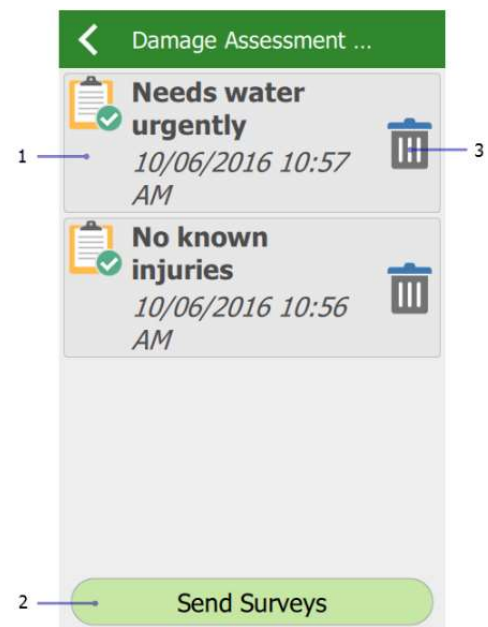 Damage Assessment ...
Needs water
urgently
10/06/2016 10:57
AM
1
3
No known
injuries
10/06/2016 10:56
AM
2
Send Surveys